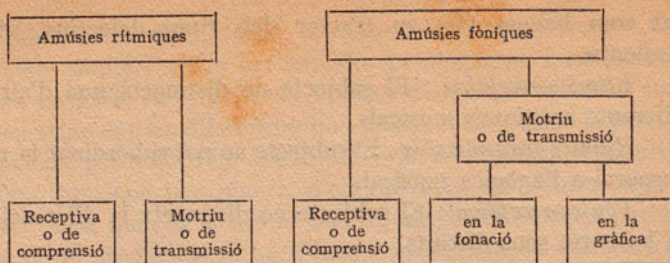 Amúsies rítmiques
Amúsies fòniques
Motriu
o de transmissió
Receptiva
o de
comprensió
Motriu
o de
transmissió
Receptiva
o de
comprensió
en la
fonació
en la
gràfica